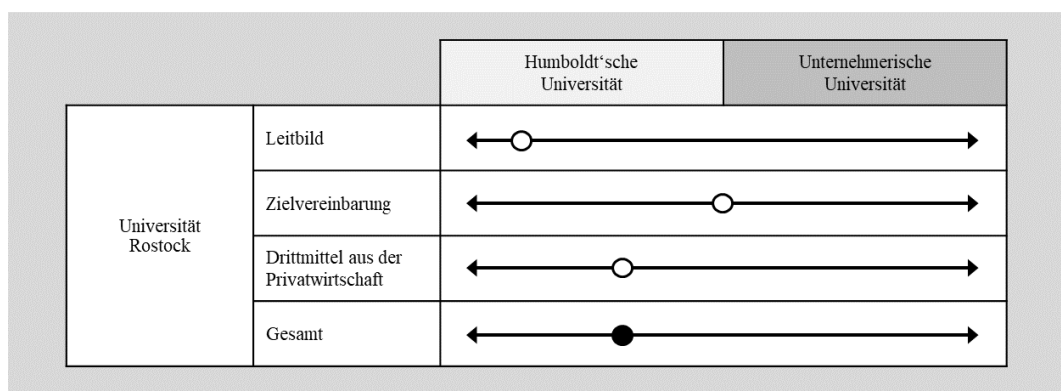 Humboldt‘sche
Universität
Unternehmerische
Universität
Universität
Rostock
Leitbild
Zielvereinbarung
Drittmittel aus der
Privatwirtschaft
Gesamt